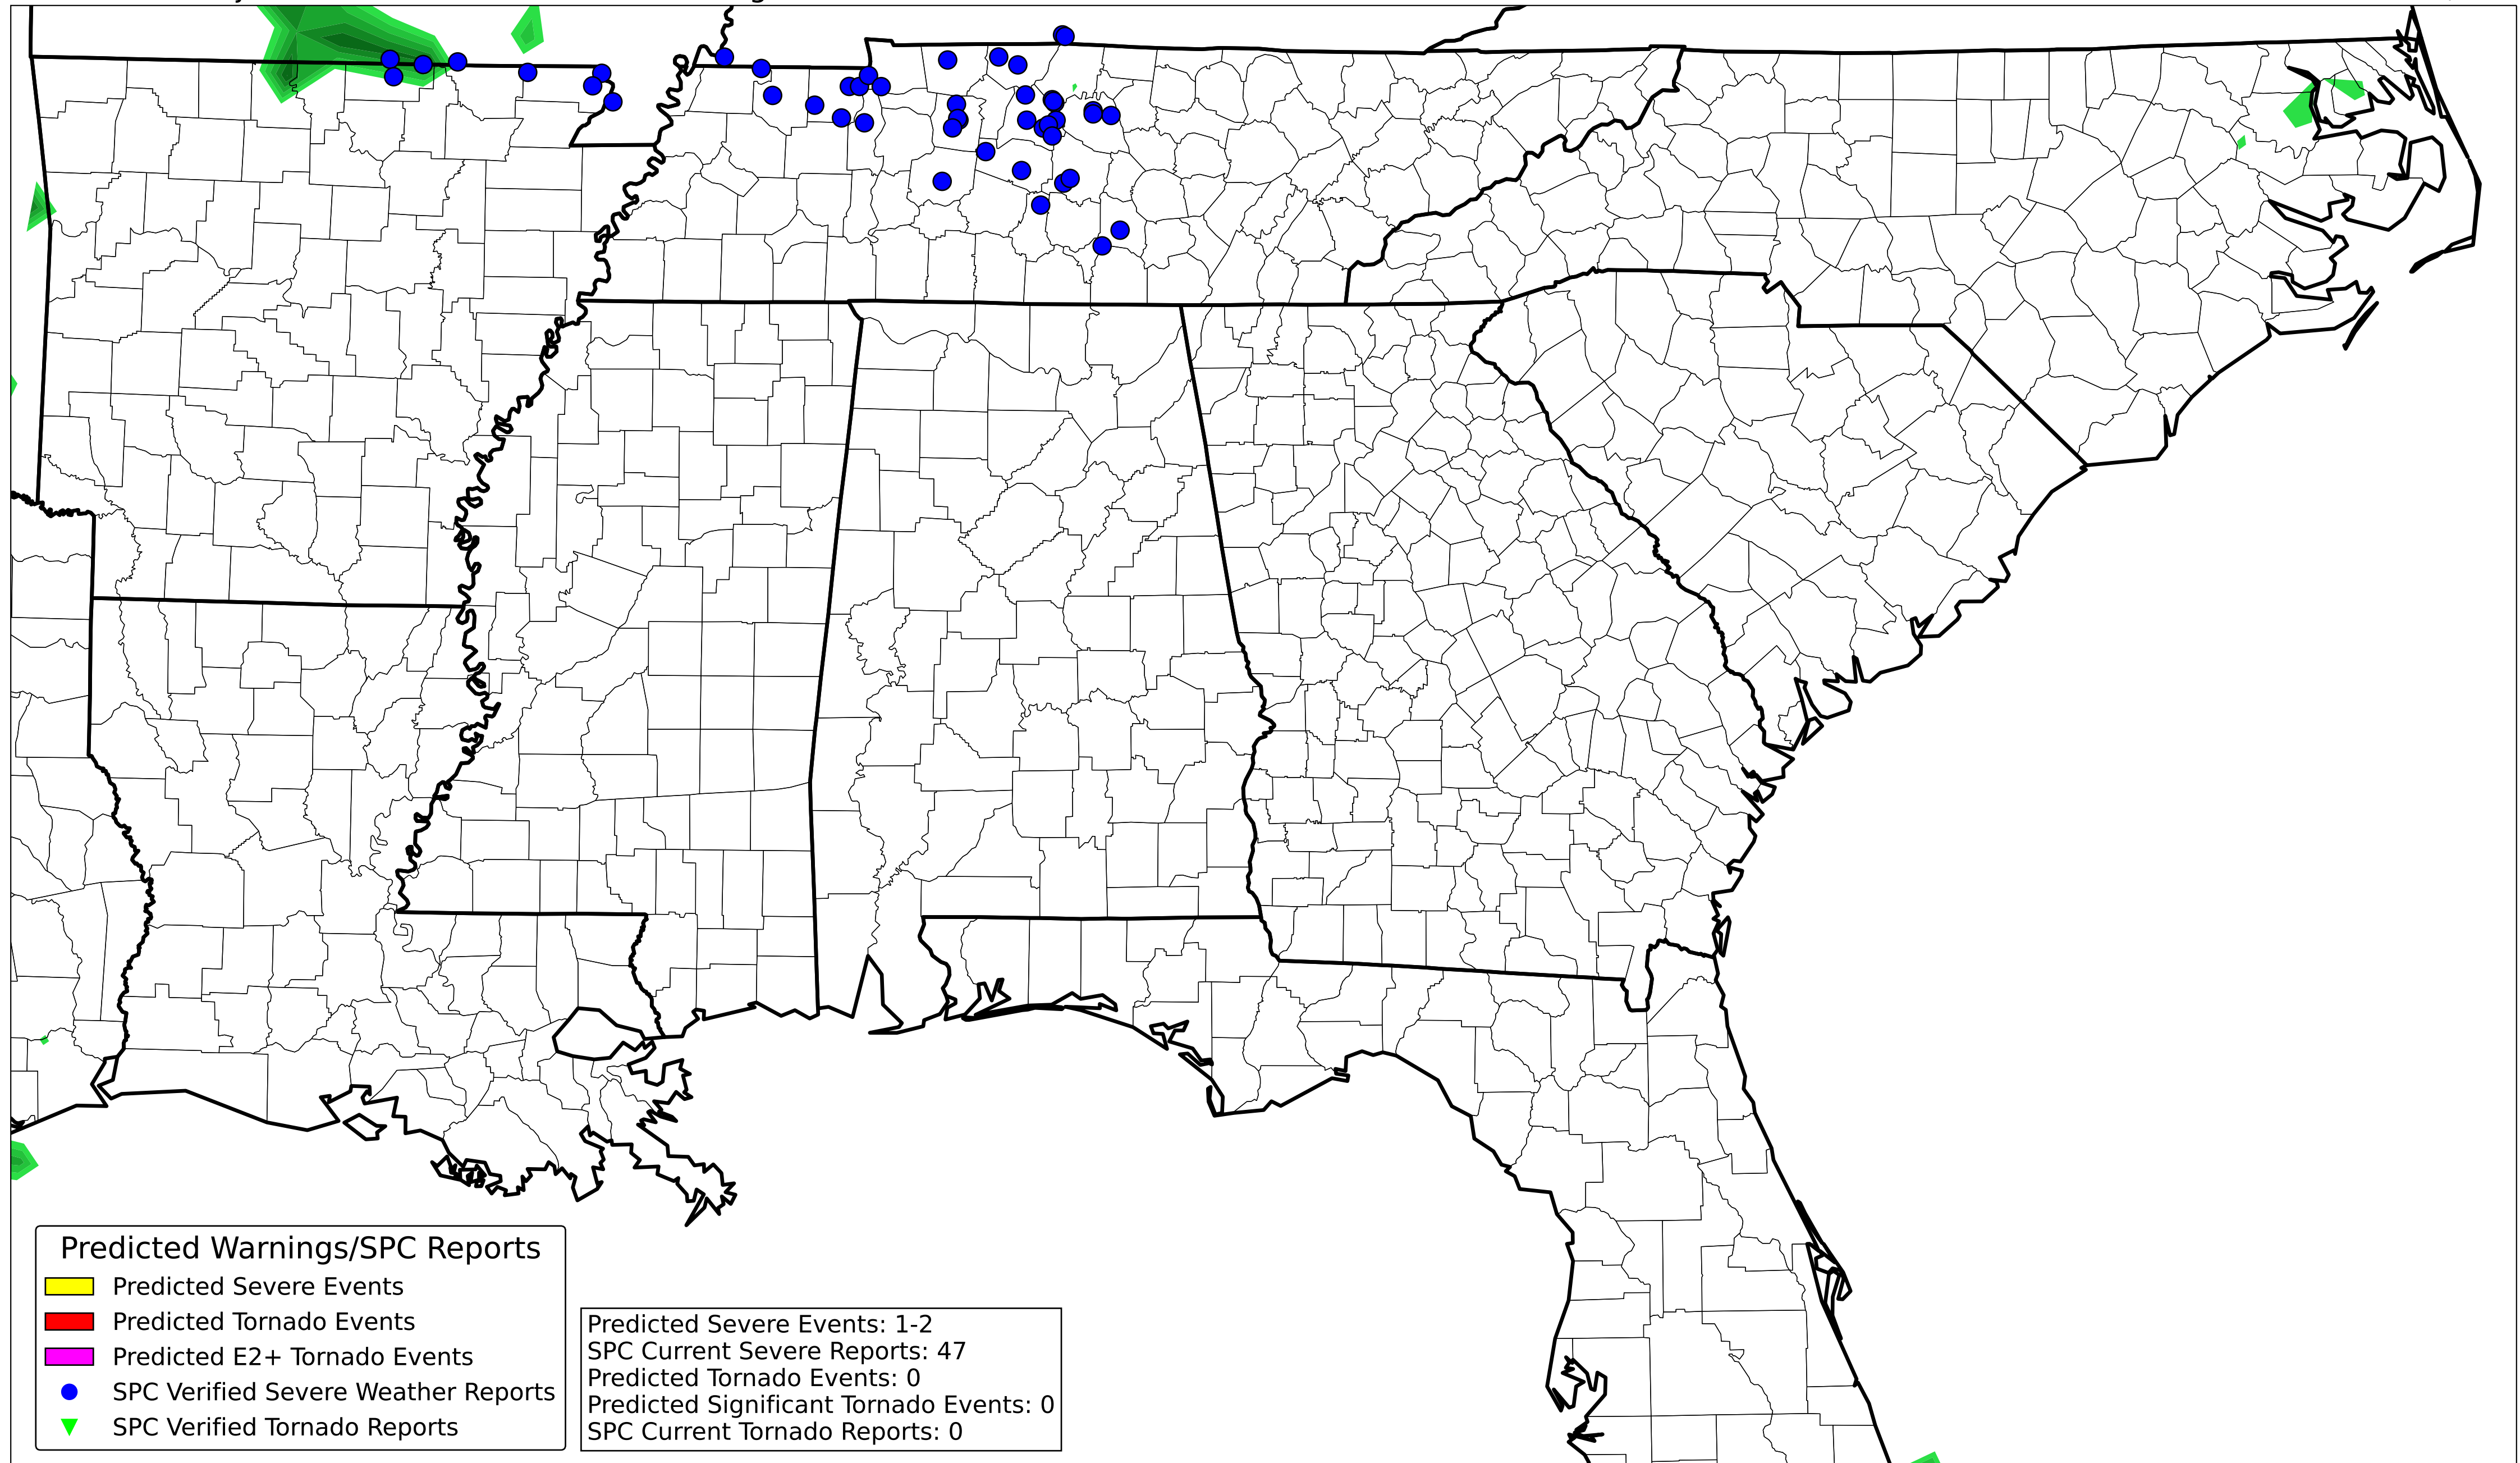 Predicted Warnings/SPC Reports
Predicted Severe Events
Predicted Tornado Events
Predicted E2+ Tornado Events
SPC Verified Severe Weather Reports
SPC Verified Tornado Reports
Predicted Severe Events: 1-2
SPC Current Severe Reports: 47
Predicted Tornado Events: 0
Predicted Significant Tornado Events: 0
SPC Current Tornado Reports: 0